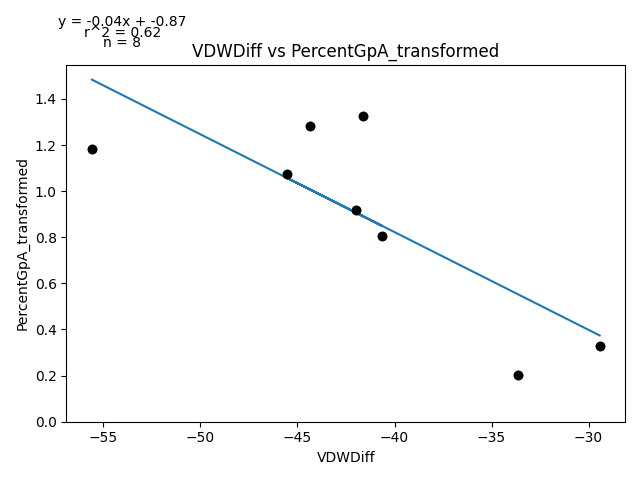 y = -0.04x + -0.87
r^2 = 0.62
n = 8
VDWDiff vs PercentGpA_transformed
PercentGpA_transformed
1.4
1.2
1.0
0.8
0.6
0.4
0.2
0.0
−55 −50 −45 −40 −35 −30
VDWDiff